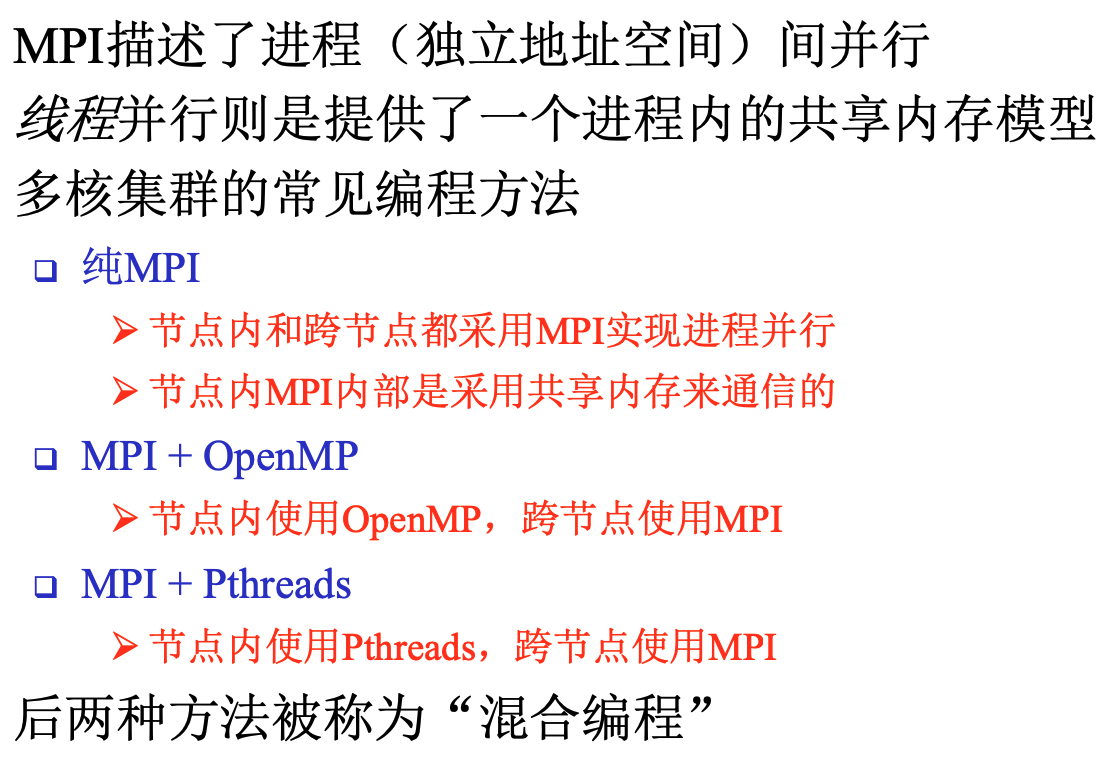 MPI描述了进程（独立地址空间）间并行
线程并行则是提供了一个进程内的共享内存模型
多核集群的常见编程方法
❑ 纯MPI
➢ 节点内和跨节点都采用MPI实现进程并行
➢ 节点内MPI内部是采用共享内存来通信的
❑ MPI + OpenMP
➢ 节点内使用OpenMP，跨节点使用MPI
❑ MPI + Pthreads
➢ 节点内使用Pthreads，跨节点使用MPI
后两种方法被称为“混合编程”